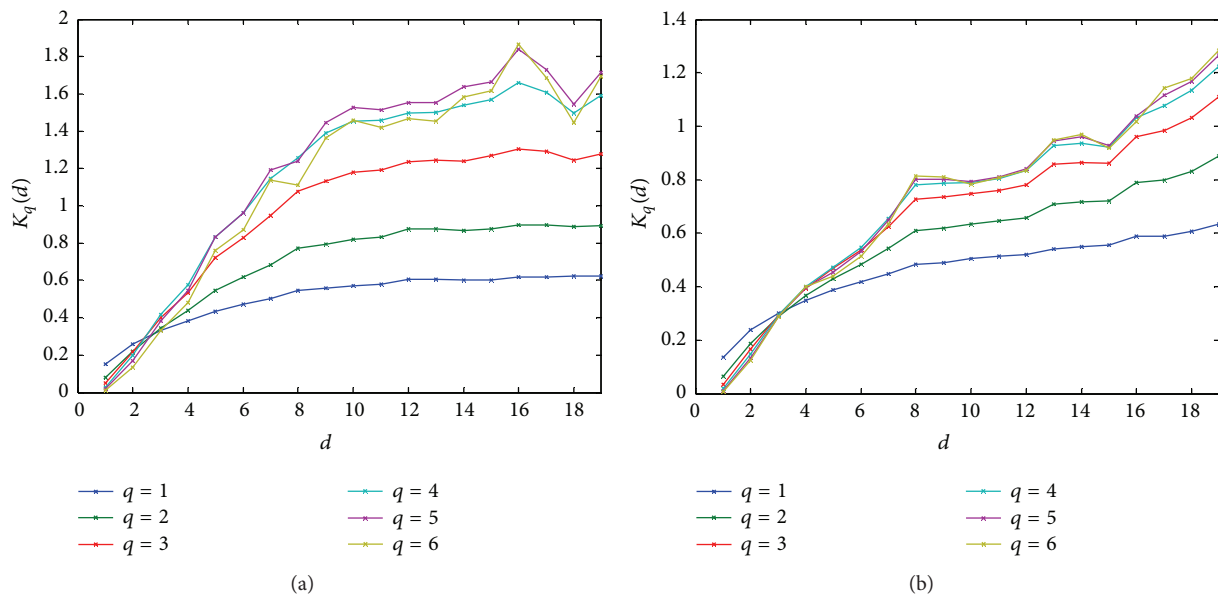 2
1.8
1.6
1.4
1.2
1
0.8
0.6
0.4
0.2
0
K_q(d)
0 2 4 6 8 10 12 14 16 18
d
q = 1
q = 2
q = 3
q = 4
q = 5
q = 6
(a)
1.4
1.2
1
0.8
0.6
0.4
0.2
0
K_q(d)
0 2 4 6 8 10 12 14 16 18
d
q = 1
q = 2
q = 3
q = 4
q = 5
q = 6
(b)